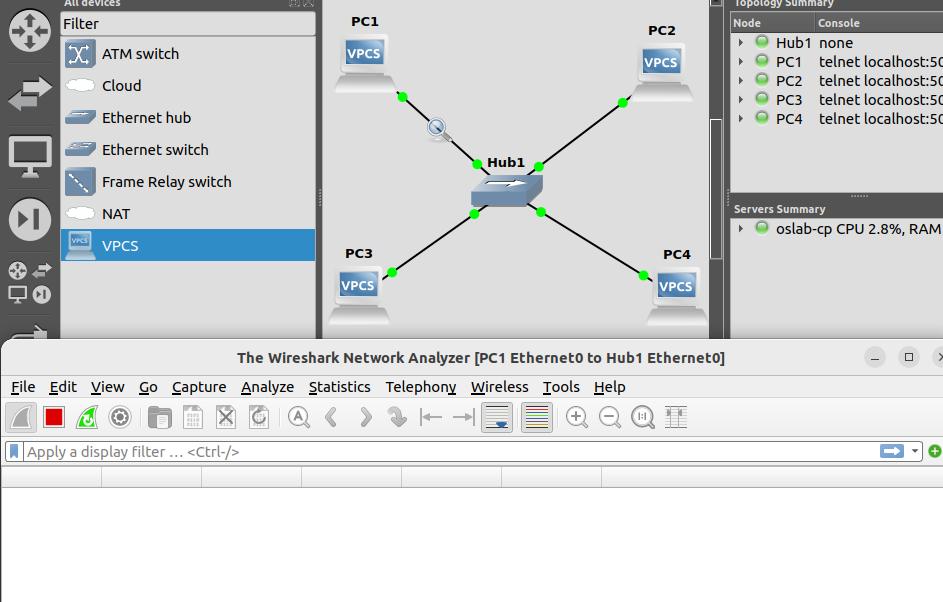 All devices
Filter
ATM switch
Cloud
Ethernet hub
Ethernet switch
Frame Relay switch
NAT
VPCS
VPCS
PC1
VPCS
PC2
VPCS
Hub1
PC3
VPCS
PC4
VPCS
Topology Summary
Node Console
Hub1 none
PC1 telnet localhost:50
PC2 telnet localhost:50
PC3 telnet localhost:50
PC4 telnet localhost:50
Servers Summary
oslab-cp CPU 2.8%, RAM
The Wireshark Network Analyzer [PC1 Ethernet0 to Hub1 Ethernet0]
File Edit View Go Capture Analyze Statistics Telephony Wireless Tools Help
Apply a display filter … <Ctrl-/>